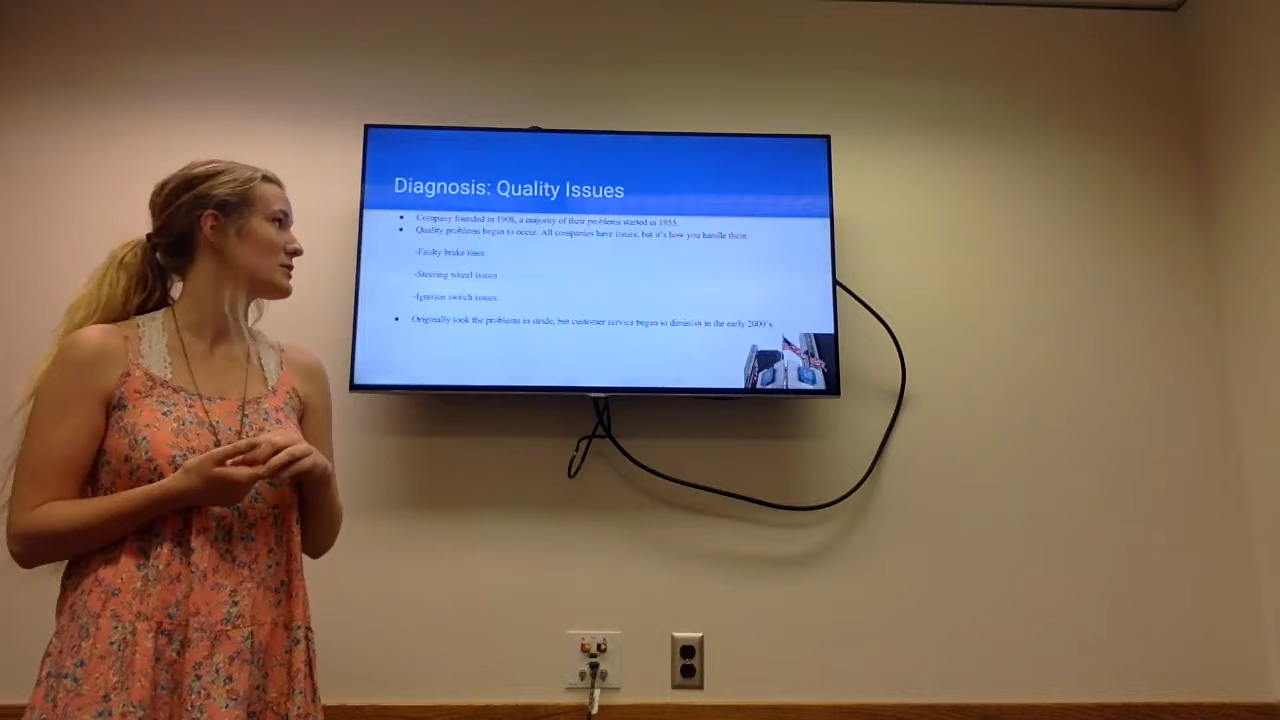 Diagnosis: Quality Issues
• Company founded in 1908, a majority of their problems started in 1955.
• Quality problems began to occur. All companies have issues, but it's how you handle them
-Faulty brake lines
-Steering wheel issues
-Ignition switch issues.
• Originally took the problems in stride, but customer service began to diminish in the early 2000's.